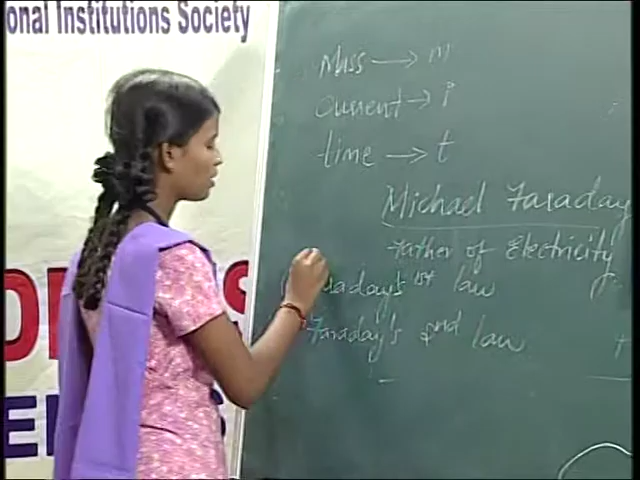 onal Institutions Society
Mass → m
Current → i
time → t
Michael Faraday
father of Electricity
Faraday's 1st law
Faraday's 2nd law